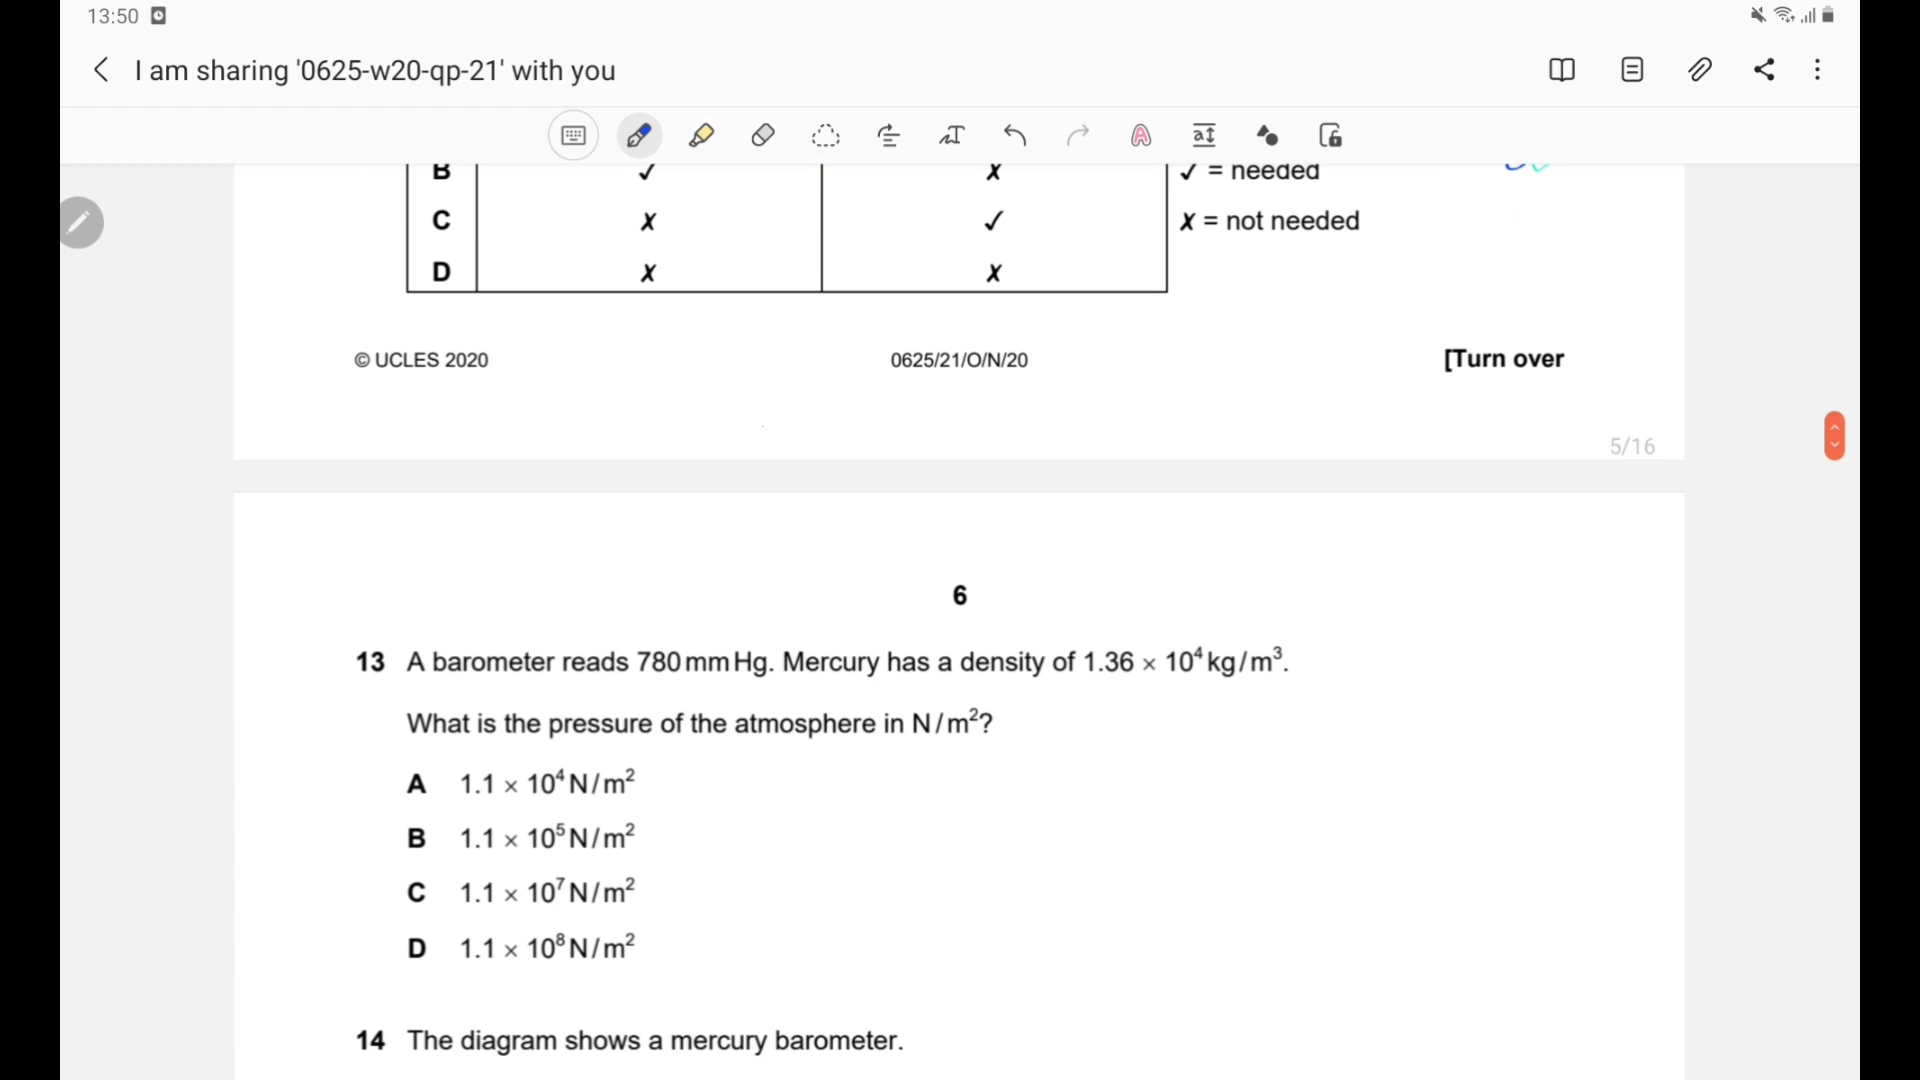 13:50
I am sharing '0625-w20-qp-21' with you
B ✓ ✗ ✓ = needed
C ✗ ✓ ✗ = not needed
D ✗ ✗
© UCLES 2020 0625/21/O/N/20 [Turn over
5/16
6
13 A barometer reads 780 mm Hg. Mercury has a density of 1.36 × 10⁴ kg/m³.
What is the pressure of the atmosphere in N/m²?
A 1.1 × 10⁴ N/m²
B 1.1 × 10⁵ N/m²
C 1.1 × 10⁷ N/m²
D 1.1 × 10⁸ N/m²
14 The diagram shows a mercury barometer.